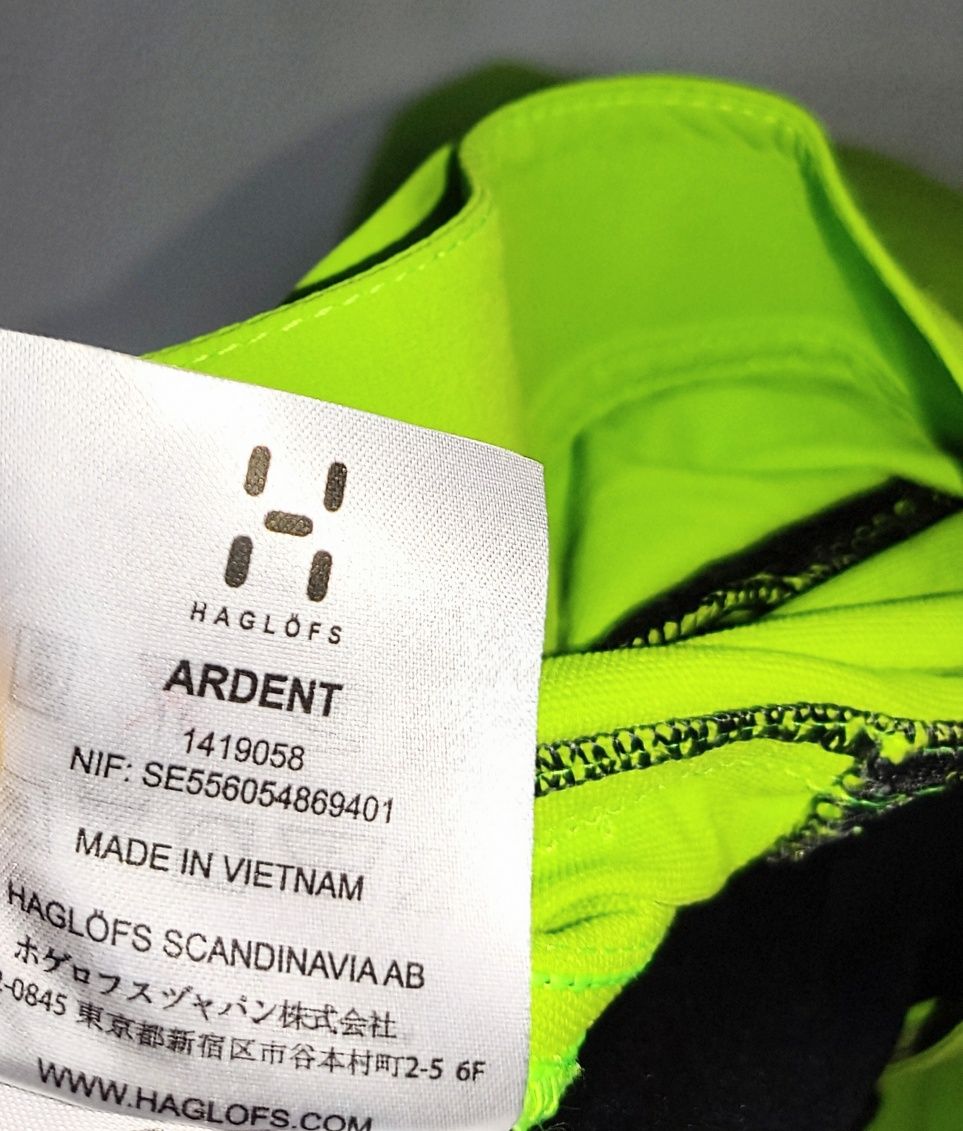 HAGLÖFS
ARDENT
1419058
NIF: SE556054869401
MADE IN VIETNAM
HAGLÖFS SCANDINAVIA AB
ホグロフスヅャパン株式会社
-0845 東京都新宿区市谷本村町2-5 6F
WWW.HAGLOFS.COM